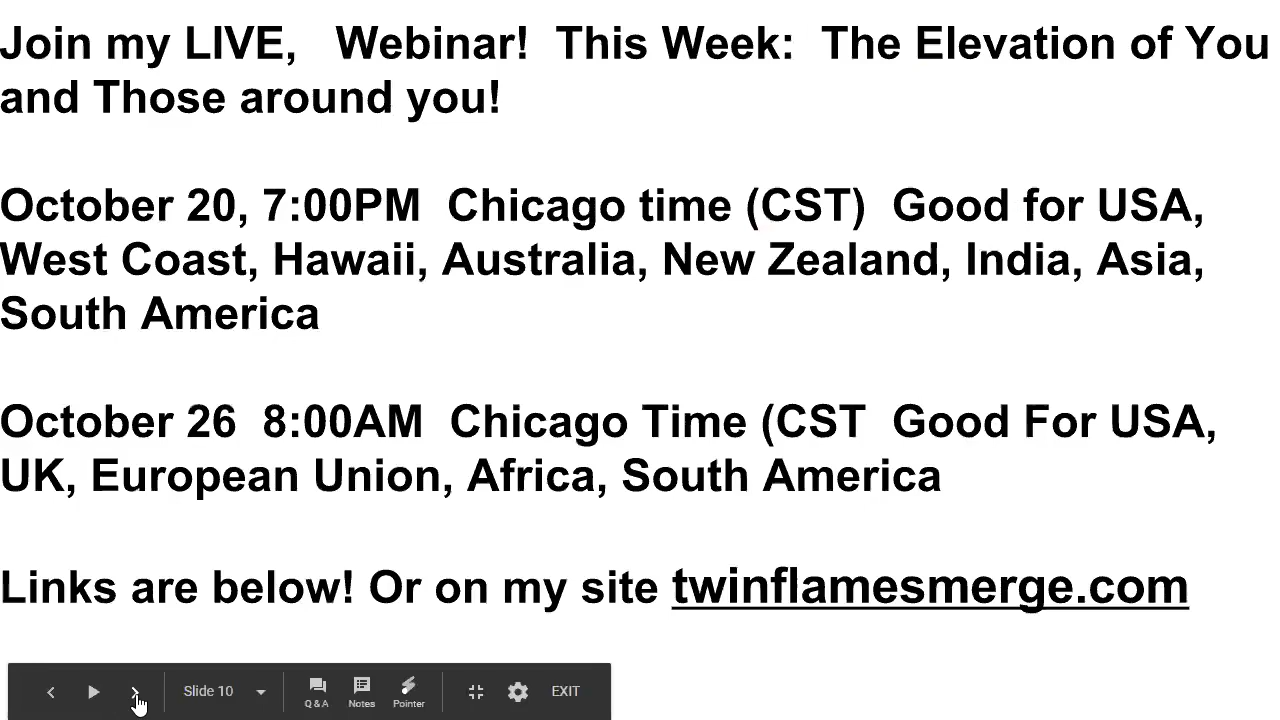 Join my LIVE,   Webinar!  This Week:  The Elevation of You
and Those around you!
October 20, 7:00PM  Chicago time (CST)  Good for USA,
West Coast, Hawaii, Australia, New Zealand, India, Asia,
South America
October 26  8:00AM  Chicago Time (CST  Good For USA,
UK, European Union, Africa, South America
Links are below! Or on my site twinflamesmerge.com
Slide 10
Q & A
Notes
Pointer
EXIT